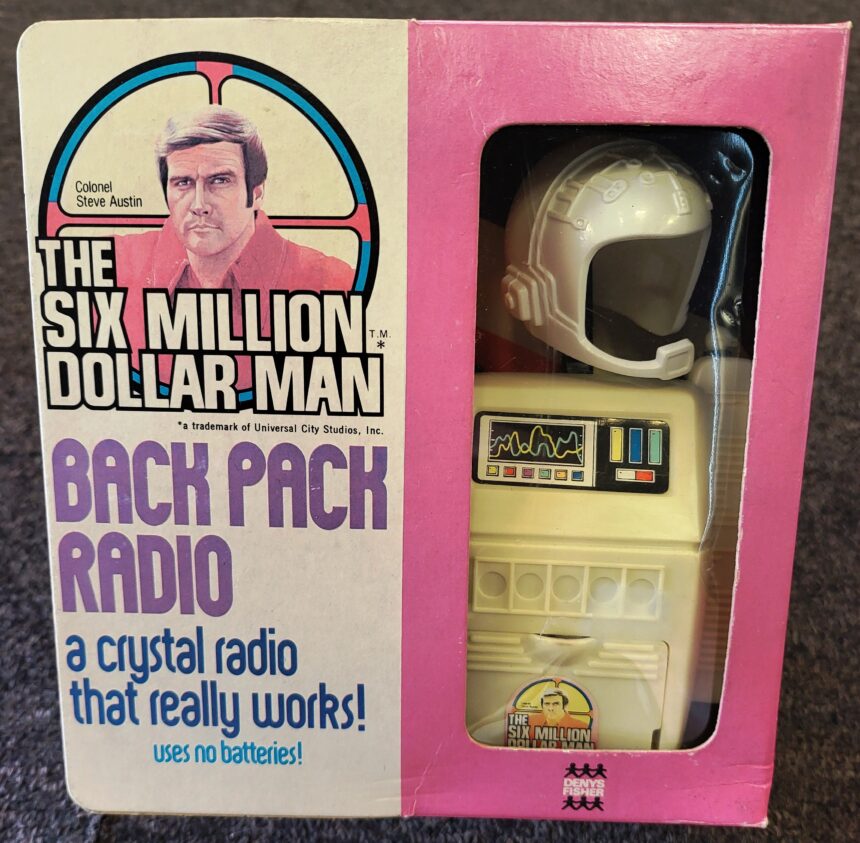 Colonel
Steve Austin
THE
SIX MILLION
DOLLAR MAN
T.M.
*
*a trademark of Universal City Studios, Inc.
BACK PACK
RADIO
a crystal radio
that really works!
uses no batteries!
THE
SIX MILLION
DOLLAR MAN
DENYS
FISHER